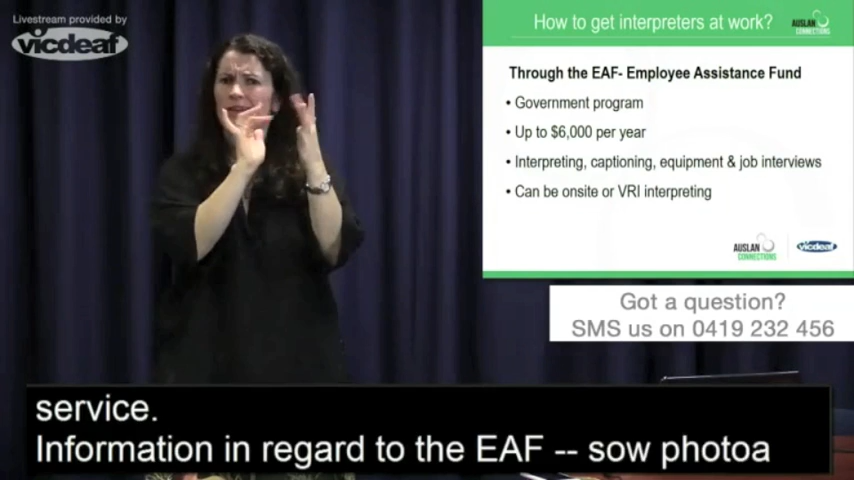 Livestream provided by
vicdeaf
How to get interpreters at work?
AUSLAN
CONNECTIONS
Through the EAF- Employee Assistance Fund
• Government program
• Up to $6,000 per year
• Interpreting, captioning, equipment & job interviews
• Can be onsite or VRI interpreting
AUSLAN
CONNECTIONS
vicdeaf
Got a question?
SMS us on 0419 232 456
service.
Information in regard to the EAF -- sow photoa